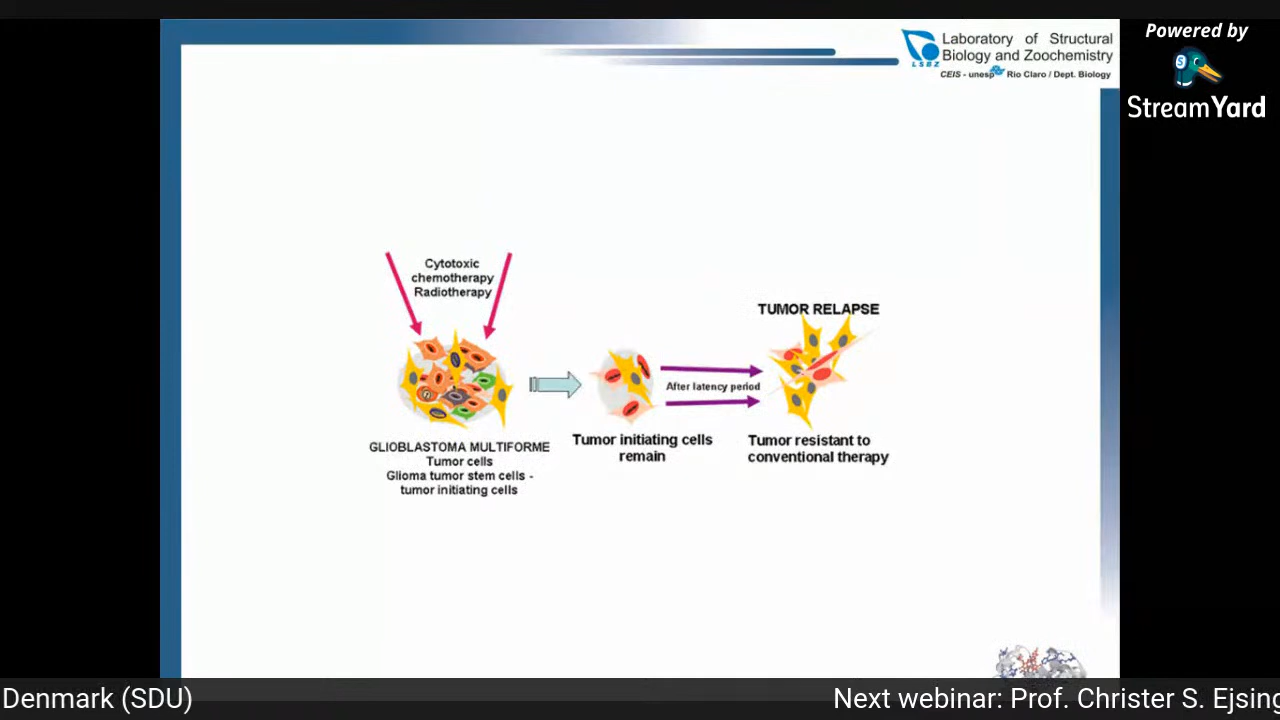 Laboratory of Structural
Biology and Zoochemistry
LSBZ
CEIS - unesp Rio Claro / Dept. Biology
Powered by
S
StreamYard
Cytotoxic
chemotherapy
Radiotherapy
TUMOR RELAPSE
After latency period
GLIOBLASTOMA MULTIFORME
Tumor cells
Glioma tumor stem cells -
tumor initiating cells
Tumor initiating cells
remain
Tumor resistant to
conventional therapy
Denmark (SDU)
Next webinar: Prof. Christer S. Ejsing